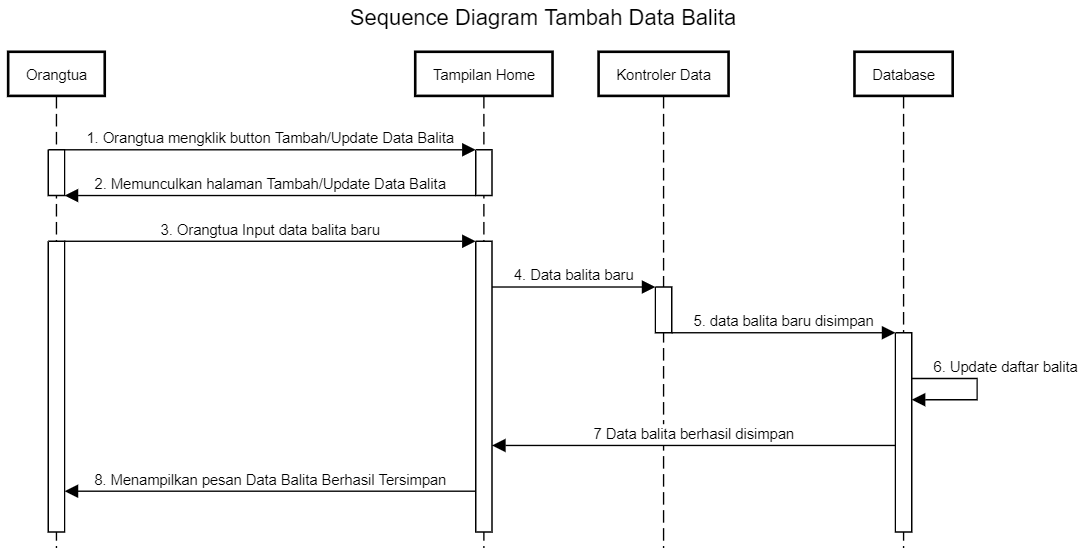 Sequence Diagram Tambah Data Balita
Orangtua
Tampilan Home
Kontroler Data
Database
1. Orangtua mengklik button Tambah/Update Data Balita
2. Memunculkan halaman Tambah/Update Data Balita
3. Orangtua Input data balita baru
4. Data balita baru
5. data balita baru disimpan
6. Update daftar balita
7 Data balita berhasil disimpan
8. Menampilkan pesan Data Balita Berhasil Tersimpan